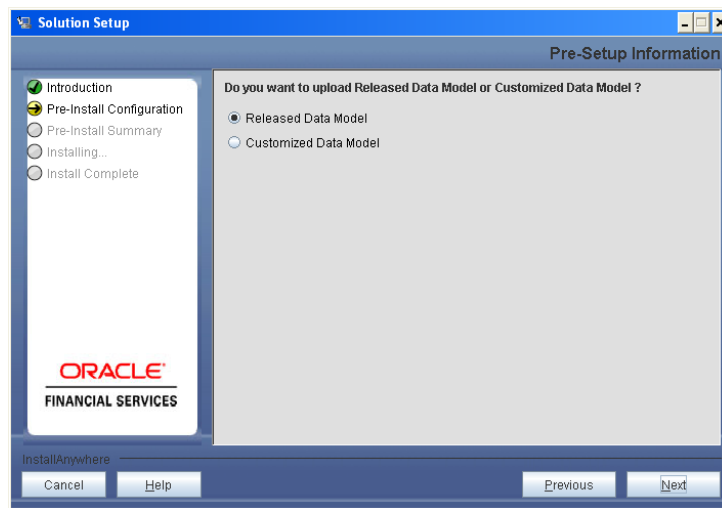 Solution Setup
Pre-Setup Information
Introduction
Pre-Install Configuration
Pre-Install Summary
Installing...
Install Complete
ORACLE
FINANCIAL SERVICES
Do you want to upload Released Data Model or Customized Data Model ?
Released Data Model
Customized Data Model
InstallAnywhere
Cancel
Help
Previous
Next